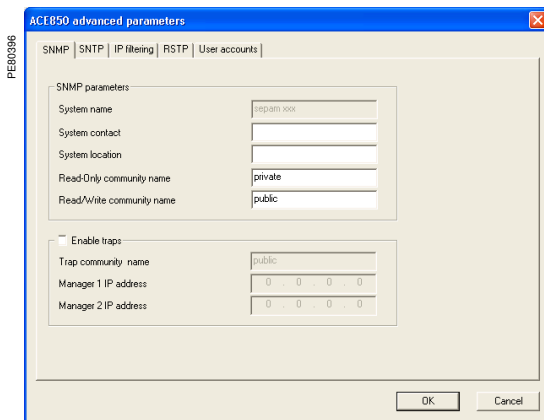 ACE850 advanced parameters
PE80396
SNMP SNTP IP filtering RSTP User accounts
SNMP parameters
System name sepam xxx
System contact
System location
Read-Only community name private
Read/Write community name public
Enable traps
Trap community name public
Manager 1 IP address 0 . 0 . 0 . 0
Manager 2 IP address 0 . 0 . 0 . 0
OK Cancel